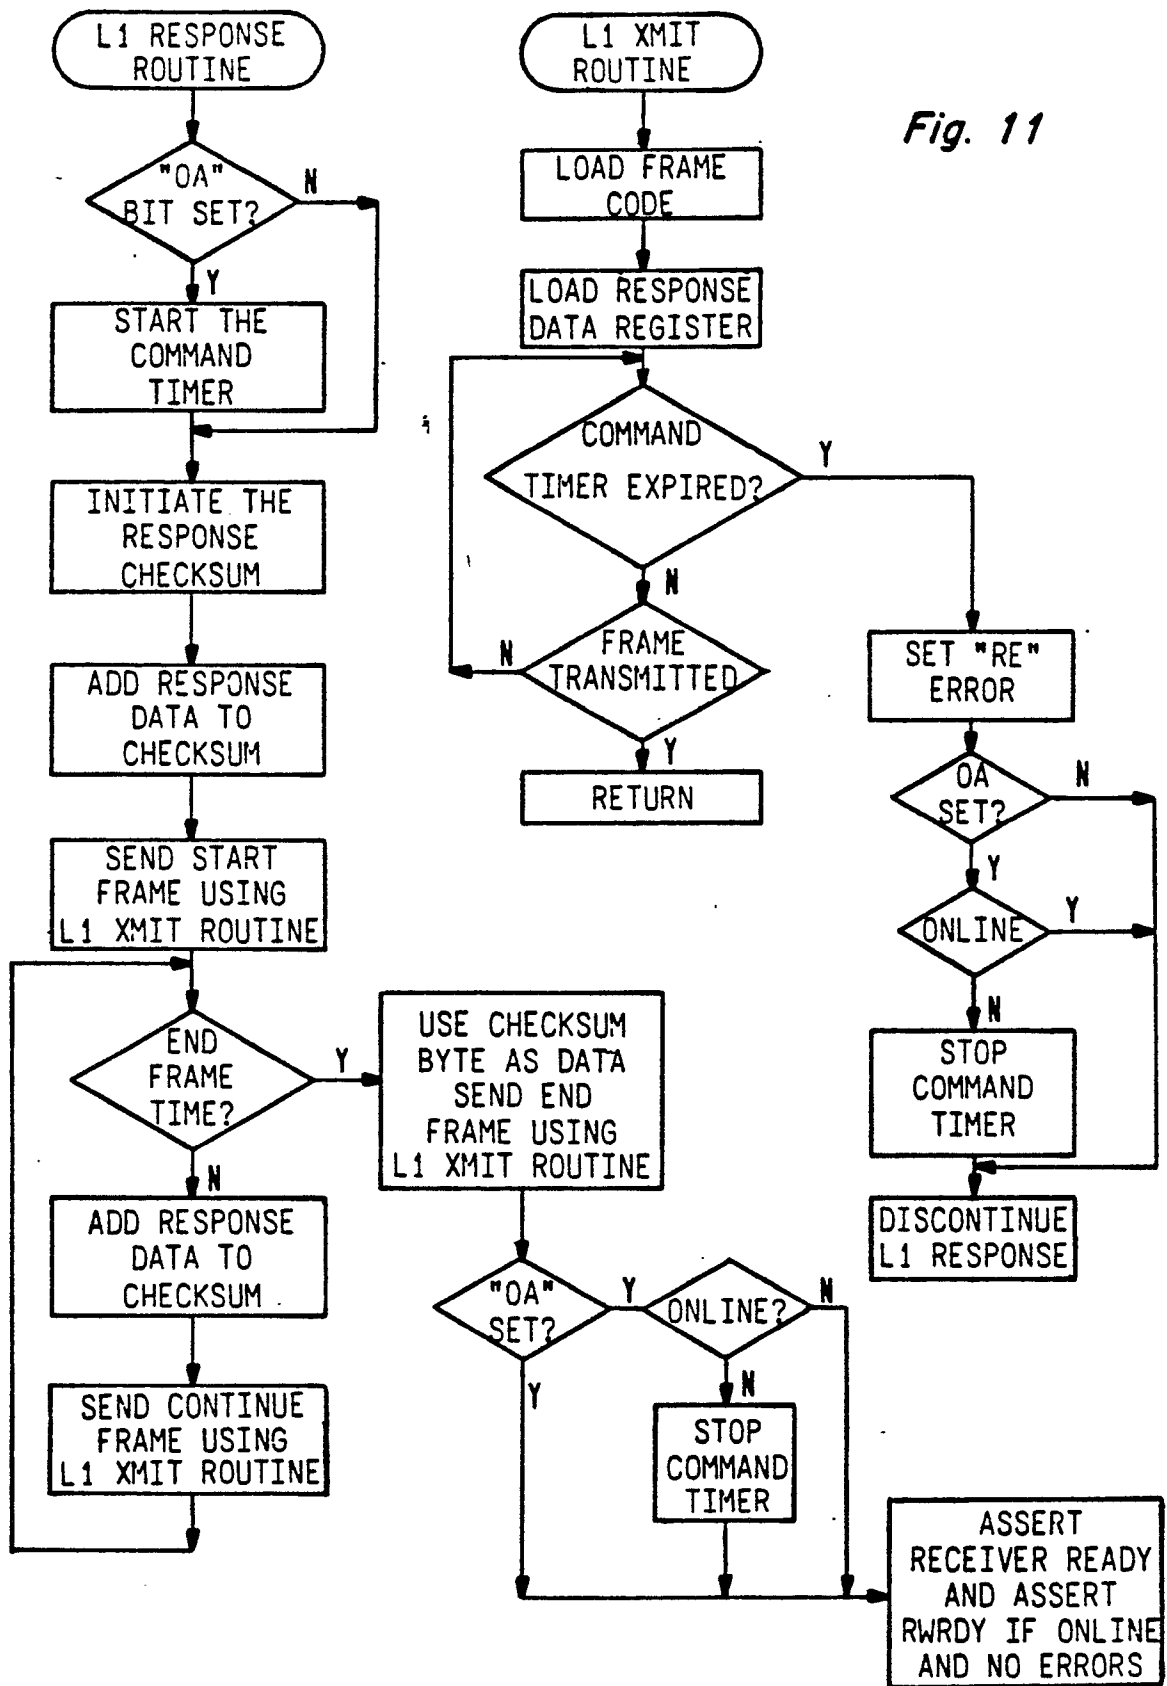 L1 RESPONSE
ROUTINE
"OA"
BIT SET?
N
Y
START THE
COMMAND
TIMER
INITIATE THE
RESPONSE
CHECKSUM
ADD RESPONSE
DATA TO
CHECKSUM
SEND START
FRAME USING
L1 XMIT ROUTINE
END
FRAME
TIME?
Y
N
ADD RESPONSE
DATA TO
CHECKSUM
SEND CONTINUE
FRAME USING
L1 XMIT ROUTINE
USE CHECKSUM
BYTE AS DATA
SEND END
FRAME USING
L1 XMIT ROUTINE
"OA"
SET?
Y
Y
ONLINE?
N
N
STOP
COMMAND
TIMER
ASSERT
RECEIVER READY
AND ASSERT
RWRDY IF ONLINE
AND NO ERRORS
L1 XMIT
ROUTINE
Fig. 11
LOAD FRAME
CODE
LOAD RESPONSE
DATA REGISTER
COMMAND
TIMER EXPIRED?
Y
N
FRAME
TRANSMITTED
N
Y
RETURN
SET "RE"
ERROR
OA
SET?
N
Y
ONLINE
Y
N
STOP
COMMAND
TIMER
DISCONTINUE
L1 RESPONSE